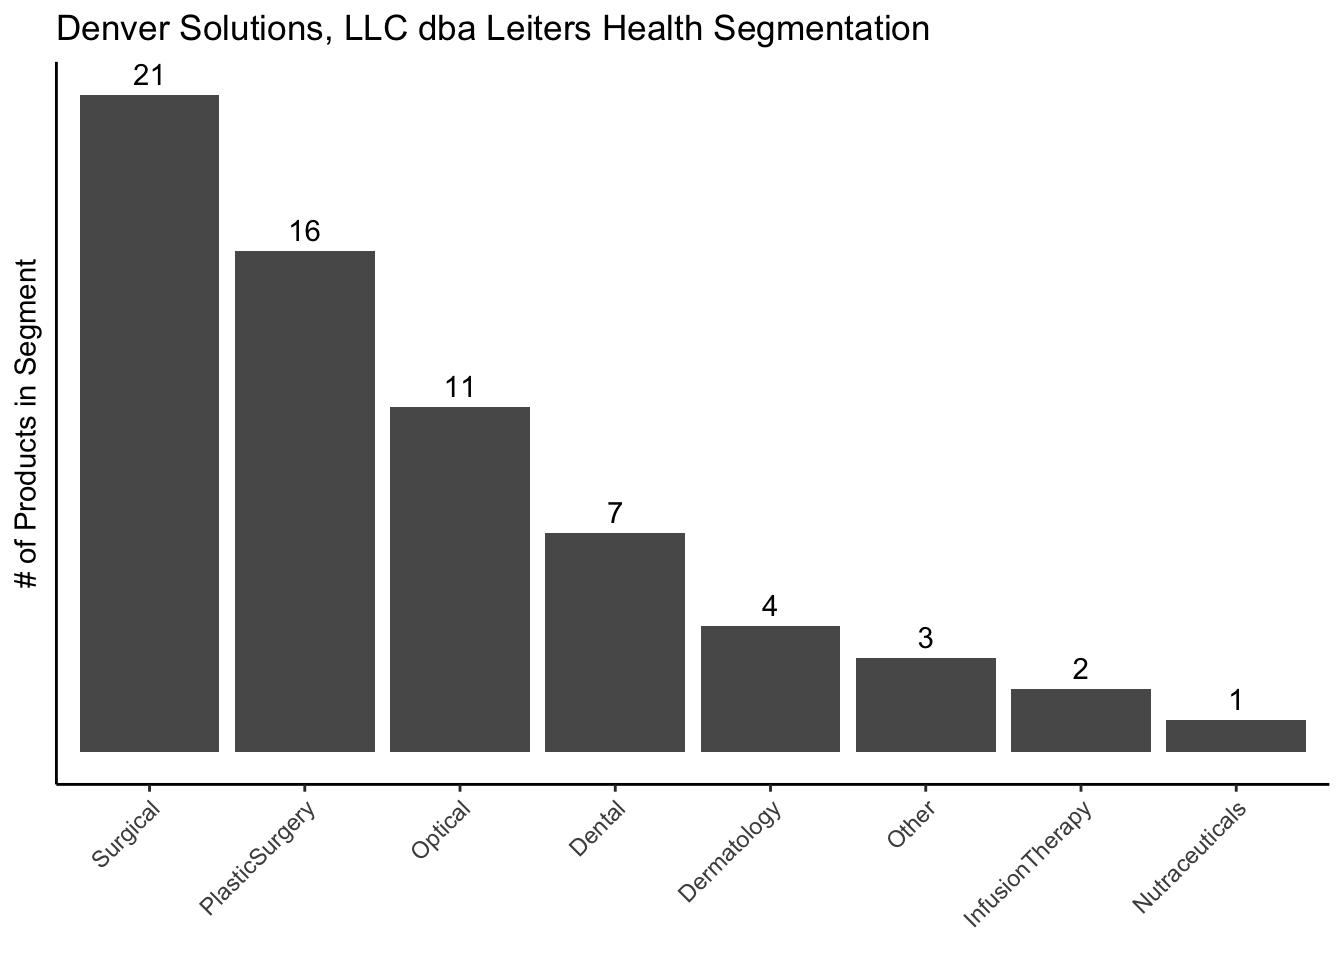 Denver Solutions, LLC dba Leiters Health Segmentation
# of Products in Segment
21
16
11
7
4
3
2
1
Surgical
PlasticSurgery
Optical
Dental
Dermatology
Other
InfusionTherapy
Nutraceuticals